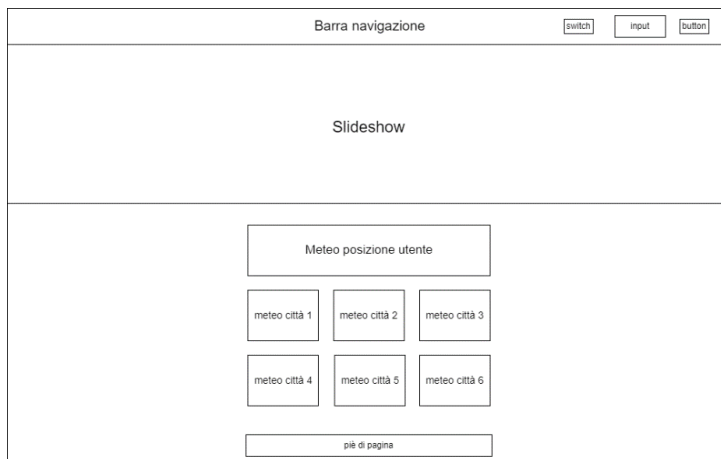 Barra navigazione
switch
input
button
Slideshow
Meteo posizione utente
meteo città 1
meteo città 2
meteo città 3
meteo città 4
meteo città 5
meteo città 6
piè di pagina